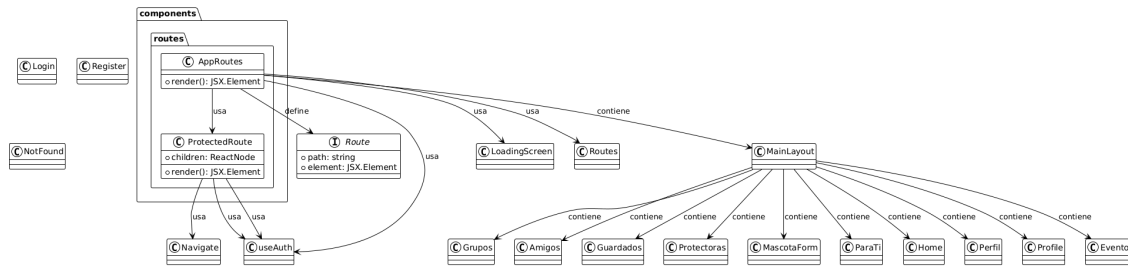 components
routes
C Login
C Register
C AppRoutes
render(): JSX.Element
usa
define
usa
usa
usa
contiene
C NotFound
C ProtectedRoute
children: ReactNode
render(): JSX.Element
I Route
path: string
element: JSX.Element
C LoadingScreen
C Routes
C MainLayout
usa
usa
usa
contiene
contiene
contiene
contiene
contiene
contiene
contiene
contiene
contiene
contiene
C Navigate
C useAuth
C Grupos
C Amigos
C Guardados
C Protectoras
C MascotaForm
C ParaTi
C Home
C Perfil
C Profile
C Evento